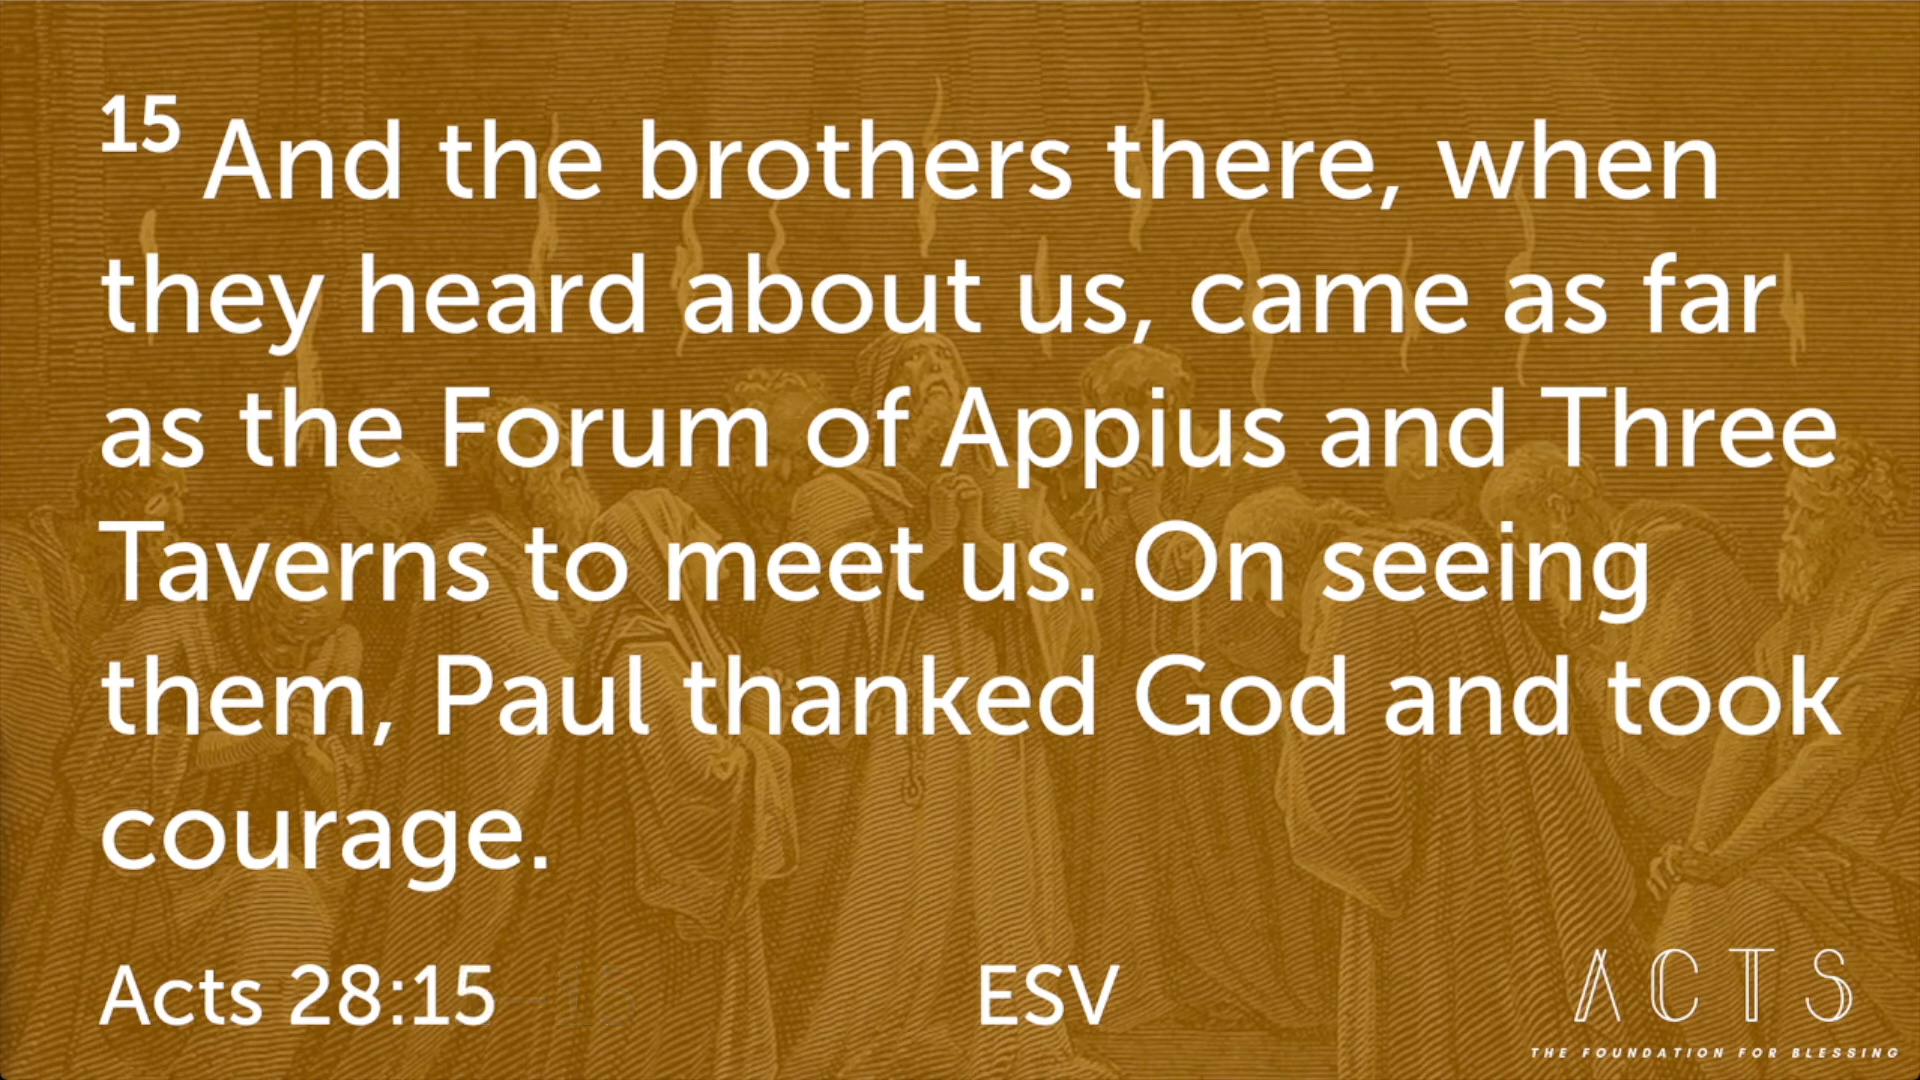 15 And the brothers there, when
they heard about us, came as far
as the Forum of Appius and Three
Taverns to meet us. On seeing
them, Paul thanked God and took
courage.
Acts 28:15
ESV
ACTS
THE FOUNDATION FOR BLESSING